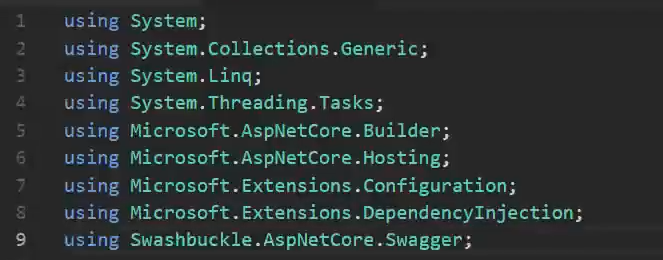 1 using System;
2 using System.Collections.Generic;
3 using System.Linq;
4 using System.Threading.Tasks;
5 using Microsoft.AspNetCore.Builder;
6 using Microsoft.AspNetCore.Hosting;
7 using Microsoft.Extensions.Configuration;
8 using Microsoft.Extensions.DependencyInjection;
9 using Swashbuckle.AspNetCore.Swagger;